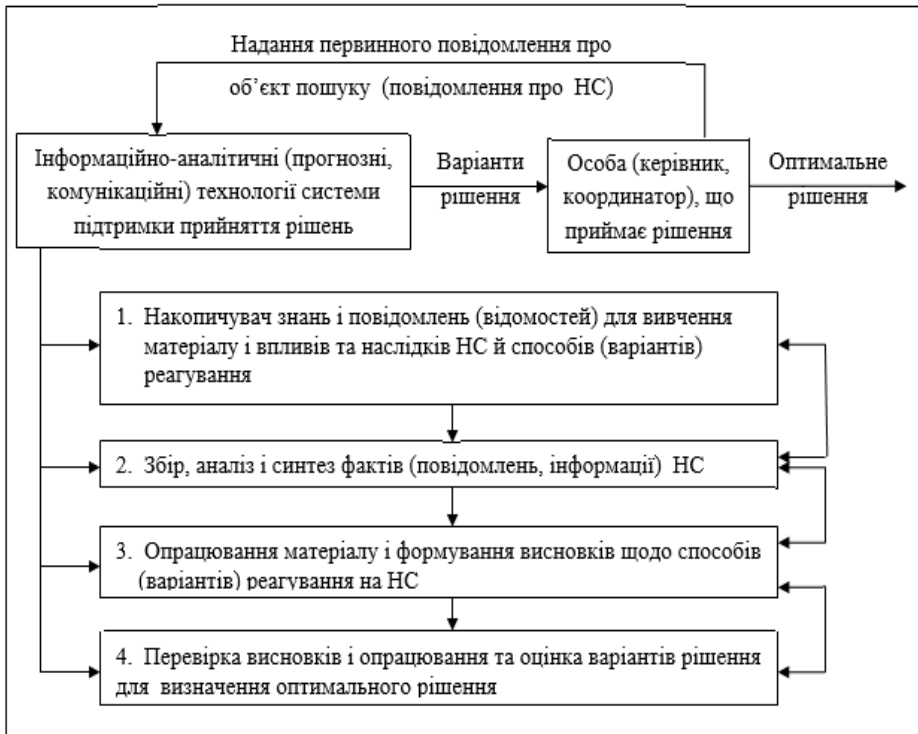 Надання первинного повідомлення про
об’єкт пошуку (повідомлення про НС)
Інформаційно-аналітичні (прогнозні,
комунікаційні) технології системи
підтримки прийняття рішень
Варіанти
рішення
Особа (керівник,
координатор), що
приймає рішення
Оптимальне
рішення
1. Накопичувач знань і повідомлень (відомостей) для вивчення
матеріалу і впливів та наслідків НС й способів (варіантів)
реагування
2. Збір, аналіз і синтез фактів (повідомлень, інформації) НС
3. Опрацювання матеріалу і формування висновків щодо способів
(варіантів) реагування на НС
4. Перевірка висновків і опрацювання та оцінка варіантів рішення
для визначення оптимального рішення